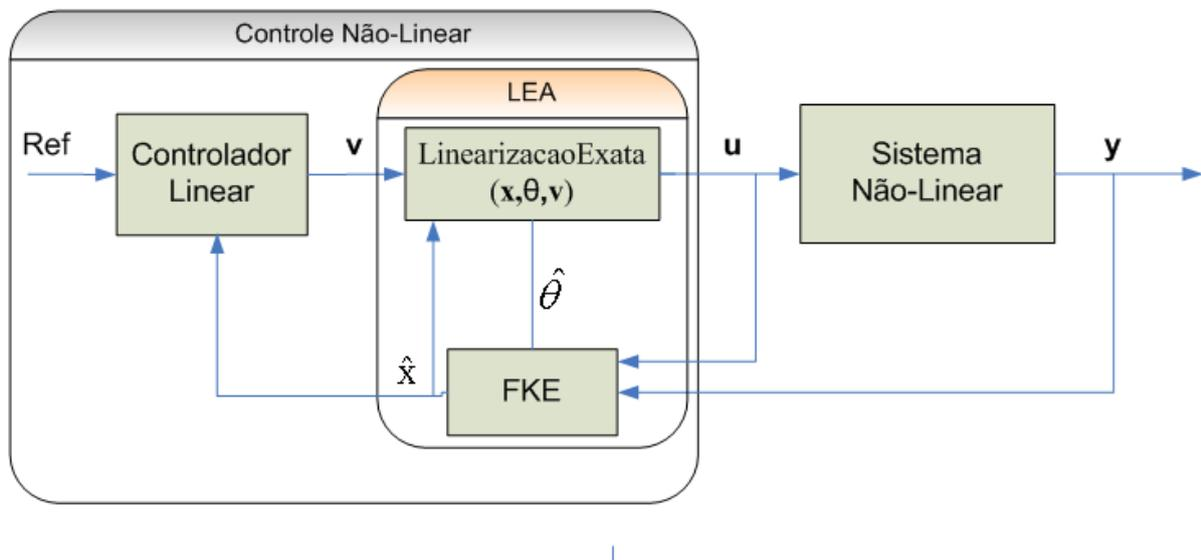 Controle Não-Linear
LEA
Ref
Controlador
Linear
v
LinearizacaoExata
(x,θ,v)
u
Sistema
Não-Linear
y
θ̂
x̂
FKE